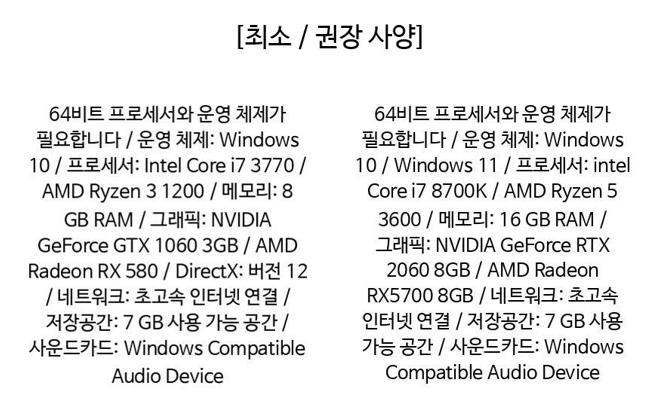 [최소 / 권장 사양]
64비트 프로세서와 운영 체제가
필요합니다 / 운영 체제: Windows
10 / 프로세서: Intel Core i7 3770 /
AMD Ryzen 3 1200 / 메모리: 8
GB RAM / 그래픽: NVIDIA
GeForce GTX 1060 3GB / AMD
Radeon RX 580 / DirectX: 버전 12
/ 네트워크: 초고속 인터넷 연결 /
저장공간: 7 GB 사용 가능 공간 /
사운드카드: Windows Compatible
Audio Device
64비트 프로세서와 운영 체제가
필요합니다 / 운영 체제: Windows
10 / Windows 11 / 프로세서: intel
Core i7 8700K / AMD Ryzen 5
3600 / 메모리: 16 GB RAM /
그래픽: NVIDIA GeForce RTX
2060 8GB / AMD Radeon
RX5700 8GB / 네트워크: 초고속
인터넷 연결 / 저장공간: 7 GB 사용
가능 공간 / 사운드카드: Windows
Compatible Audio Device